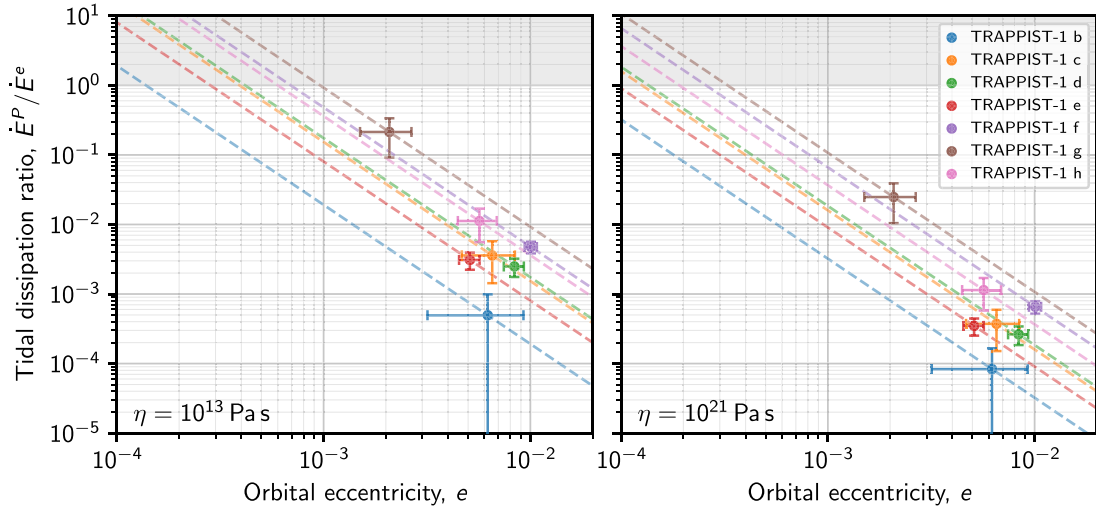 Tidal dissipation ratio, Ė^P/Ė^e
10^1
10^0
10^−1
10^−2
10^−3
10^−4
10^−5
η = 10^13 Pa s
10^−4
10^−3
10^−2
Orbital eccentricity, e
TRAPPIST-1 b
TRAPPIST-1 c
TRAPPIST-1 d
TRAPPIST-1 e
TRAPPIST-1 f
TRAPPIST-1 g
TRAPPIST-1 h
η = 10^21 Pa s
10^−4
10^−3
10^−2
Orbital eccentricity, e